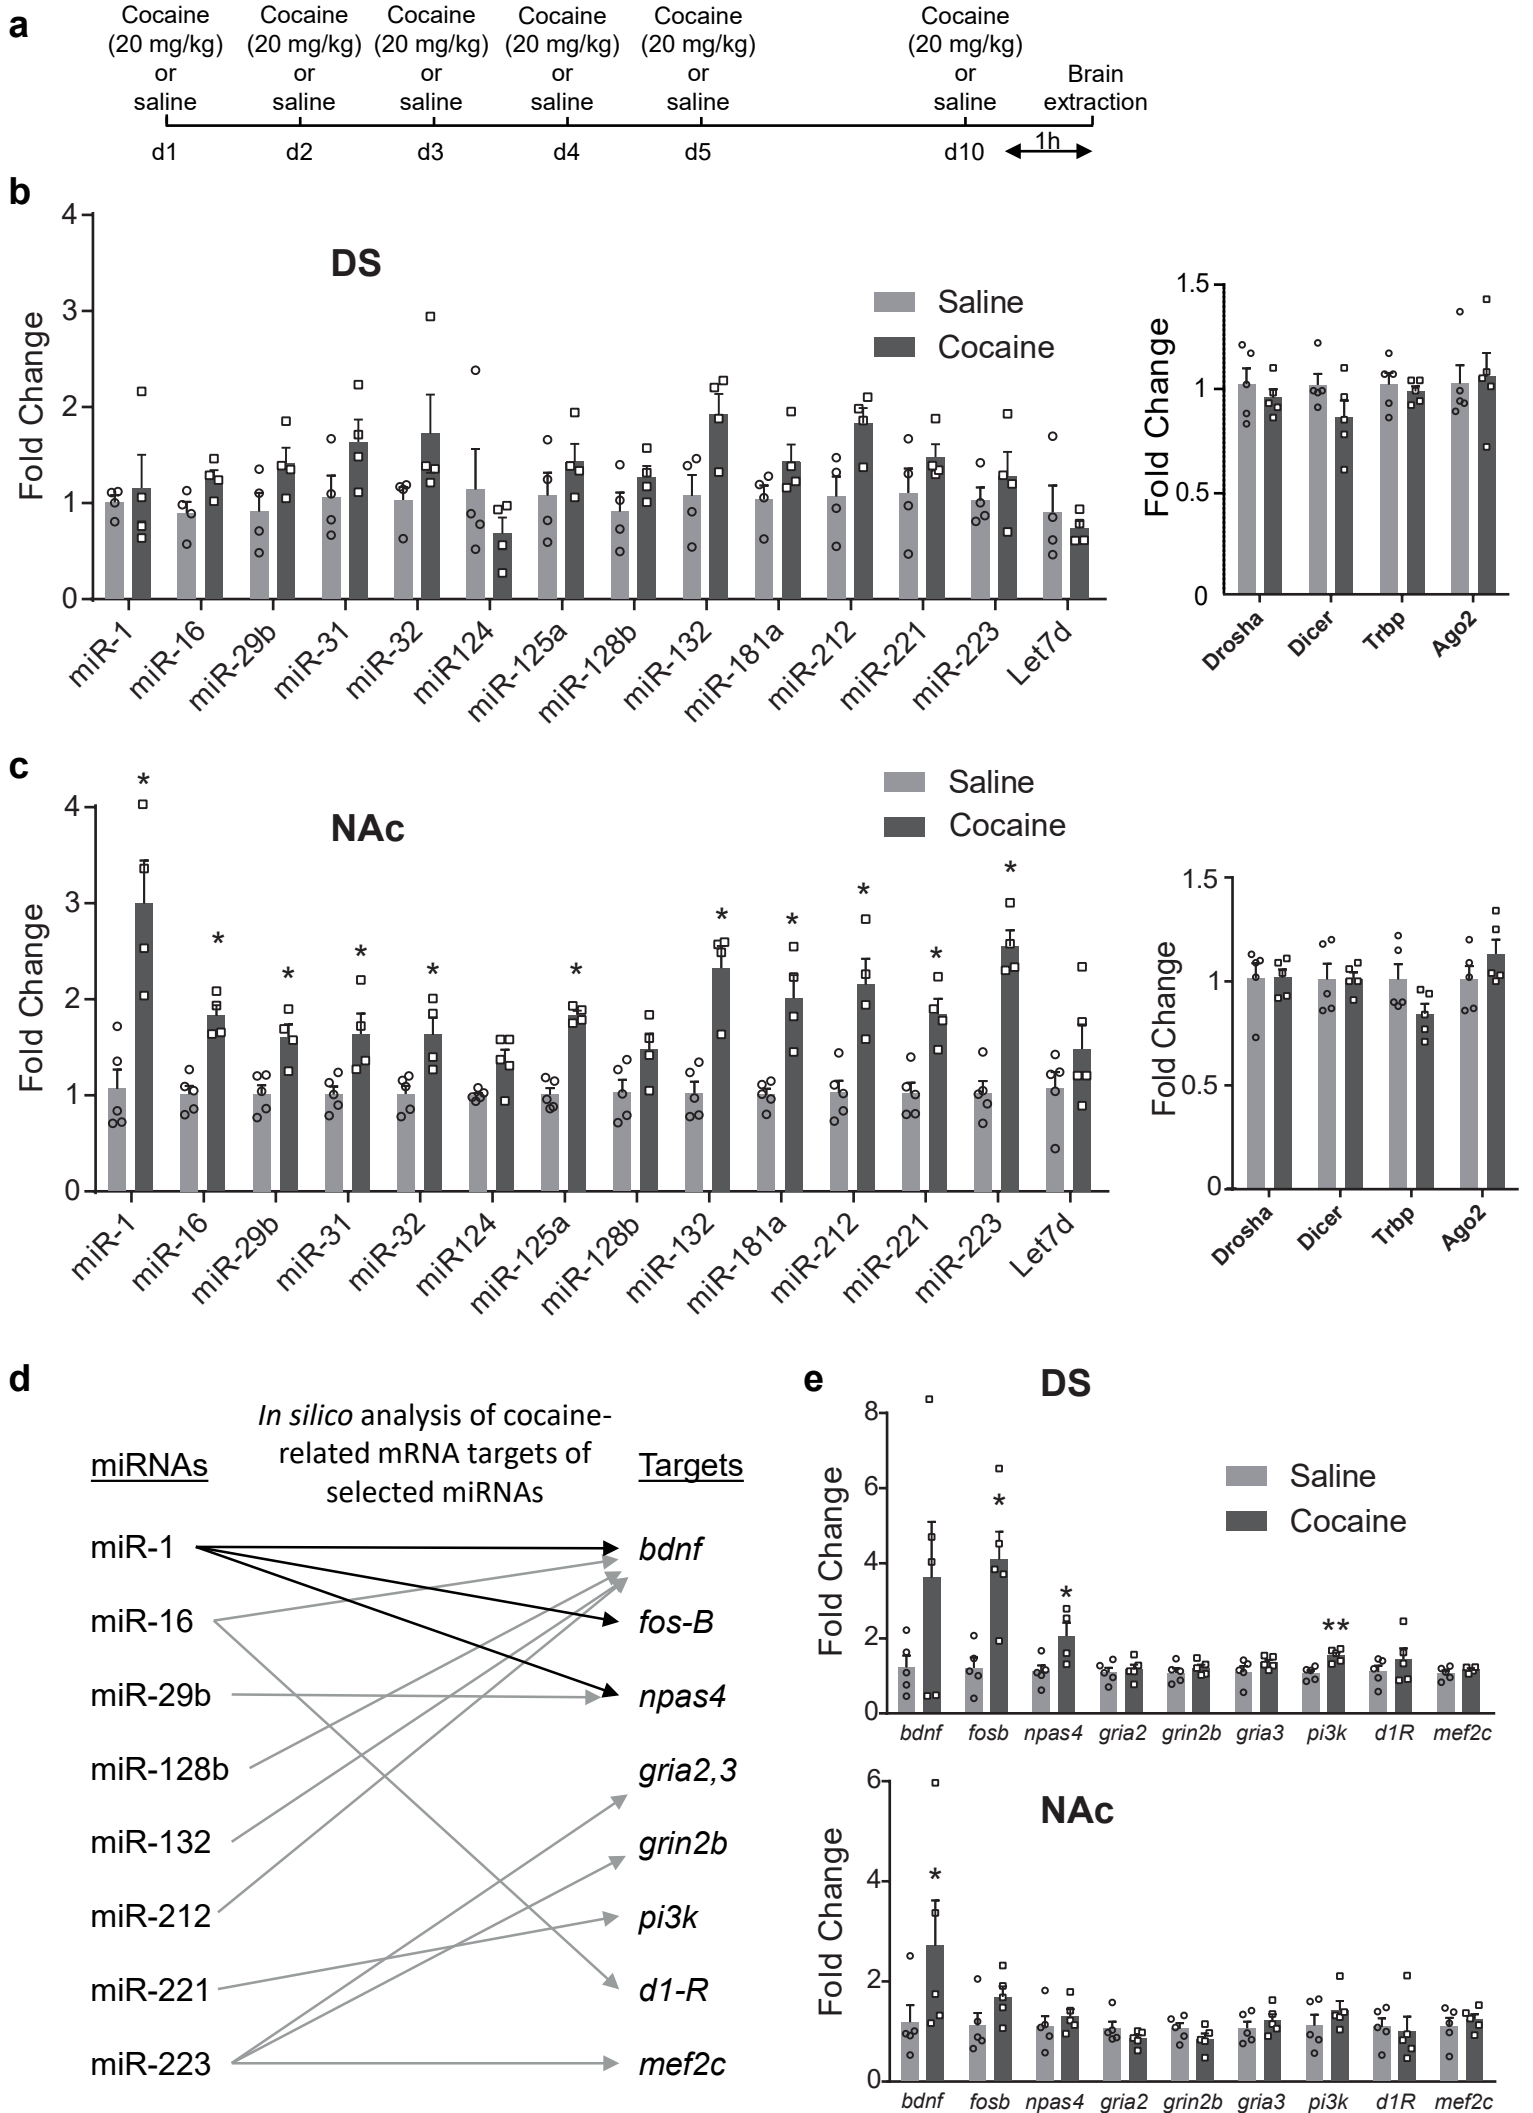 a
Cocaine Cocaine Cocaine Cocaine Cocaine Cocaine
(20 mg/kg) (20 mg/kg) (20 mg/kg) (20 mg/kg) (20 mg/kg) (20 mg/kg)
or or or or or or Brain
saline saline saline saline saline saline extraction
d1 d2 d3 d4 d5 d10 1h
b
DS
Saline
Cocaine
Fold Change
4
3
2
1
0
miR-1 miR-16 miR-29b miR-31 miR-32 miR124 miR-125a miR-128b miR-132 miR-181a miR-212 miR-221 miR-223 Let7d
Fold Change
1.5
1
0.5
0
Drosha Dicer Trbp Ago2
c
NAc
Saline
Cocaine
Fold Change
4
3
2
1
0
* * * * * * * * * * *
miR-1 miR-16 miR-29b miR-31 miR-32 miR124 miR-125a miR-128b miR-132 miR-181a miR-212 miR-221 miR-223 Let7d
Fold Change
1.5
1
0.5
0
Drosha Dicer Trbp Ago2
d
In silico analysis of cocaine-
related mRNA targets of
selected miRNAs
miRNAs Targets
miR-1 bdnf
miR-16 fos-B
miR-29b npas4
miR-128b gria2,3
miR-132 grin2b
miR-212 pi3k
miR-221 d1-R
miR-223 mef2c
e
DS
Saline
Cocaine
Fold Change
8
6
4
2
0
* * **
bdnf fosb npas4 gria2 grin2b gria3 pi3k d1R mef2c
NAc
Fold Change
6
4
2
0
*
bdnf fosb npas4 gria2 grin2b gria3 pi3k d1R mef2c